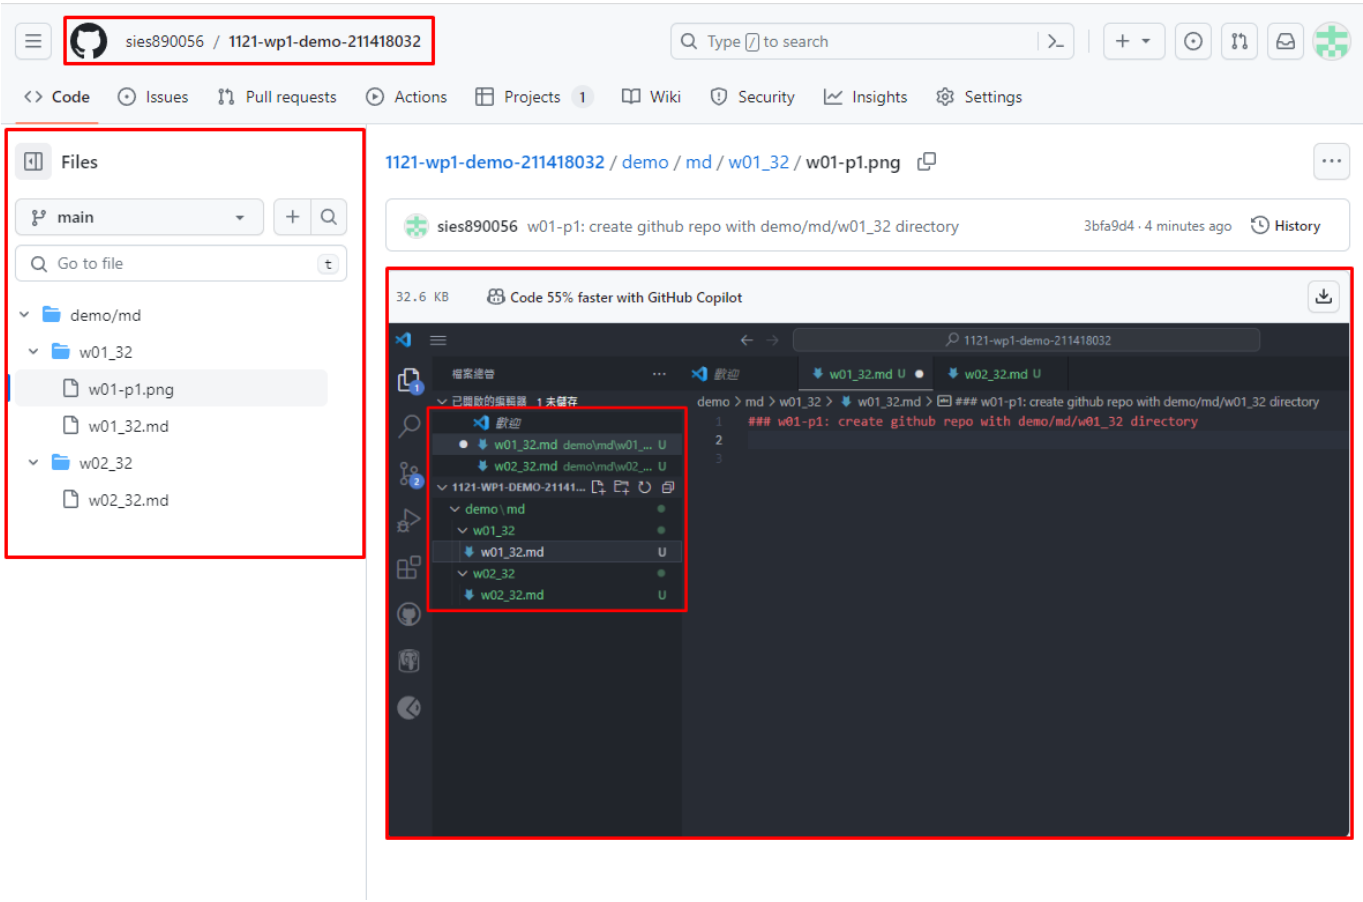 sies890056 / 1121-wp1-demo-211418032
Type / to search
Code Issues Pull requests Actions Projects 1 Wiki Security Insights Settings
Files
main
Go to file t
demo/md
w01_32
w01-p1.png
w01_32.md
w02_32
w02_32.md
1121-wp1-demo-211418032 / demo / md / w01_32 / w01-p1.png
sies890056 w01-p1: create github repo with demo/md/w01_32 directory 3bfa9d4 · 4 minutes ago History
32.6 KB Code 55% faster with GitHub Copilot
1121-wp1-demo-211418032
檔案總管
歡迎 w01_32.md U w02_32.md U
已開啟的編輯器 1 未儲存
歡迎
w01_32.md demo\md\w01_... U
w02_32.md demo\md\w02_... U
1121-WP1-DEMO-21141...
demo\md
w01_32
w01_32.md U
w02_32
w02_32.md U
1
2
demo > md > w01_32 > w01_32.md > ### w01-p1: create github repo with demo/md/w01_32 directory
1 ### w01-p1: create github repo with demo/md/w01_32 directory
2
3